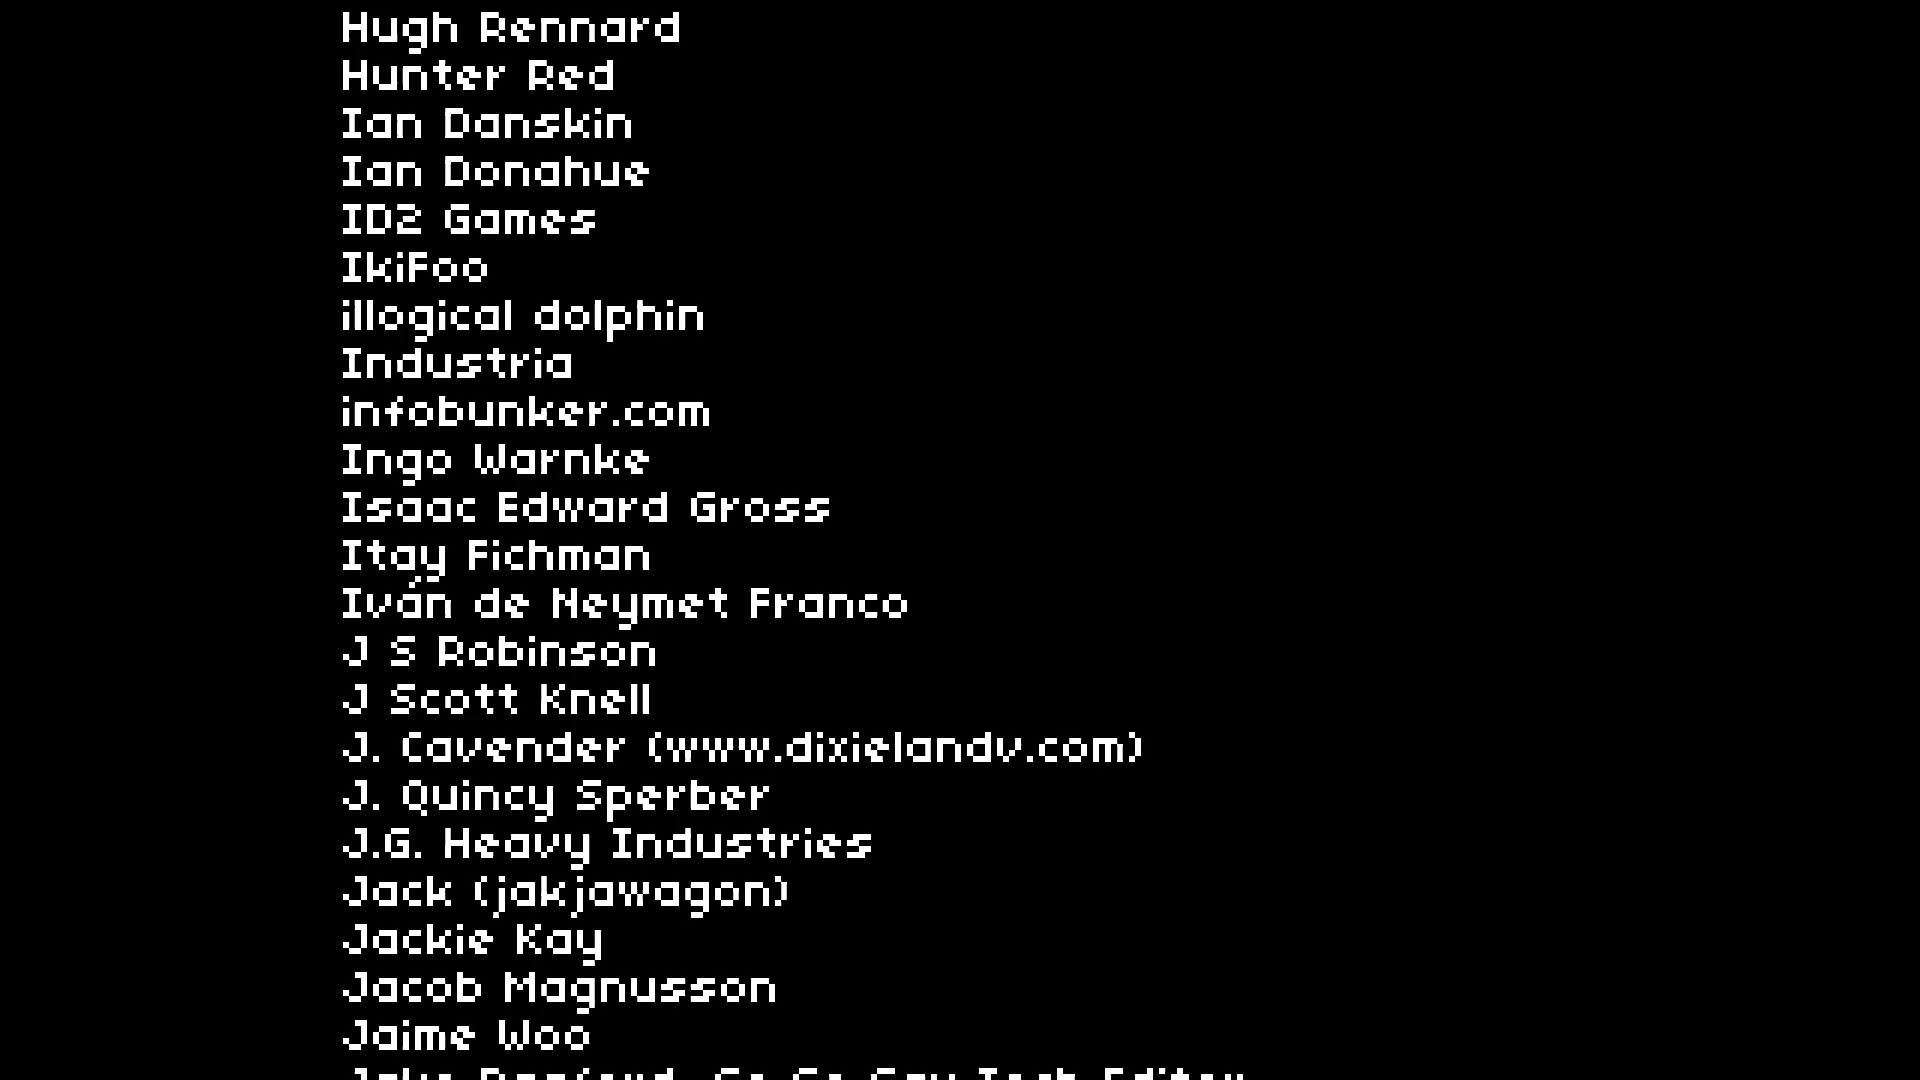 Hugh Rennard
Hunter Red
Ian Danskin
Ian Donahue
ID2 Games
IkiFoo
illogical dolphin
Industria
infobunker.com
Ingo Warnke
Isaac Edward Gross
Itay Fichman
Iván de Neymet Franco
J S Robinson
J Scott Knell
J. Cavender (www.dixielandv.com)
J. Quincy Sperber
J.G. Heavy Industries
Jack (jakjawagon)
Jackie Kay
Jacob Magnusson
Jaime Woo